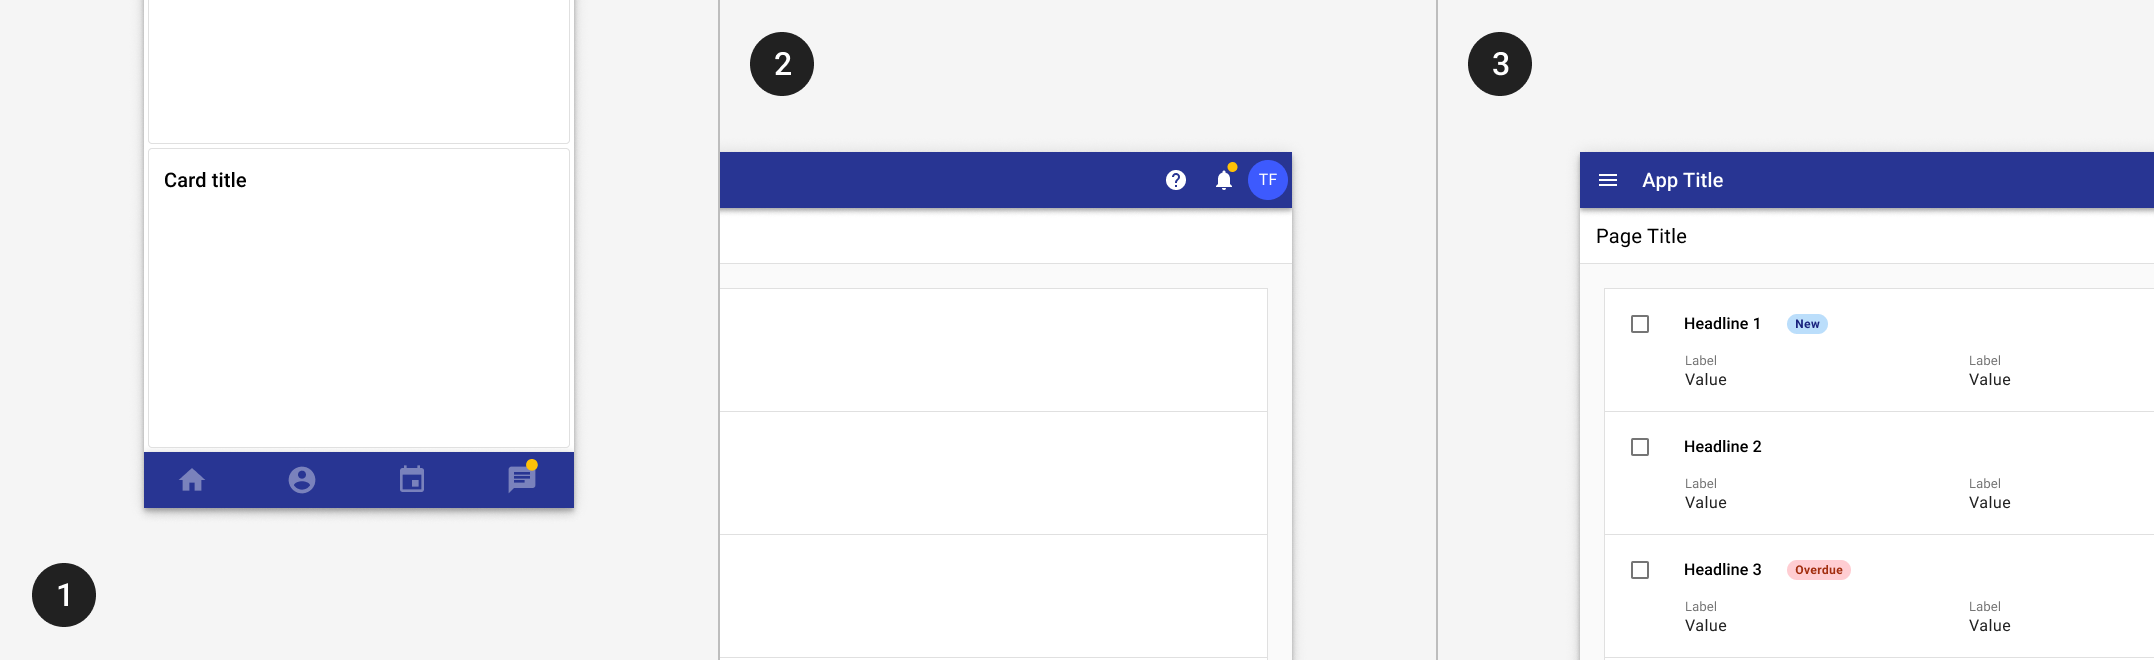 Card title
1
2
TF
3
App Title
Page Title
Headline 1 New
Label Label
Value Value
Headline 2
Label Label
Value Value
Headline 3 Overdue
Label Label
Value Value